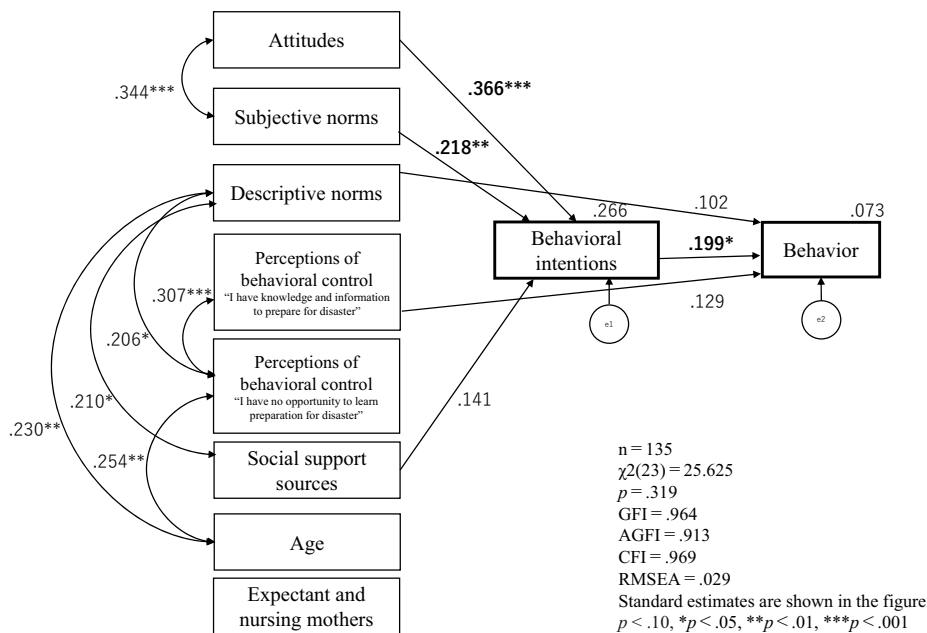 Attitudes
.344***
.366***
Subjective norms
.218**
Descriptive norms
.102
.073
.266
Behavioral
intentions
.199*
Behavior
Perceptions of
behavioral control
“I have knowledge and information
to prepare for disaster”
.307***
.129
e1
e2
.206*
Perceptions of
behavioral control
“I have no opportunity to learn
preparation for disaster”
.210*
.141
.230**
.254**
Social support
sources
Age
Expectant and
nursing mothers
n = 135
χ2(23) = 25.625
p = .319
GFI = .964
AGFI = .913
CFI = .969
RMSEA = .029
Standard estimates are shown in the figure
p < .10, *p < .05, **p < .01, ***p < .001